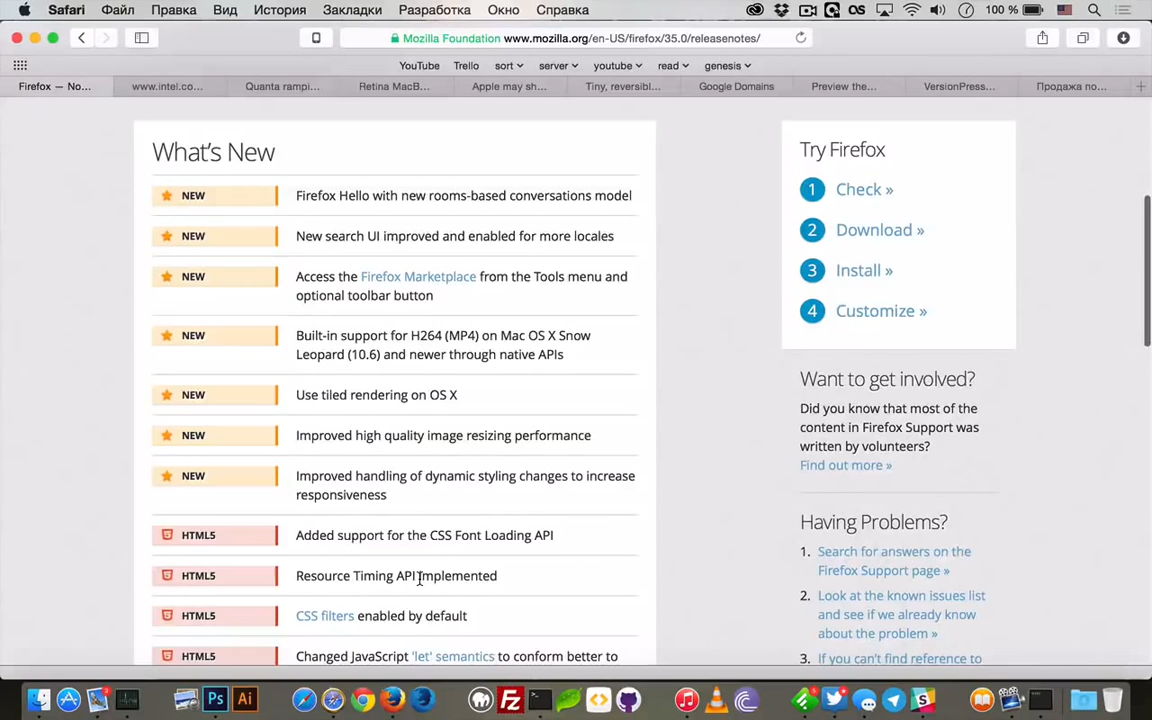 Safari Файл Правка Вид История Закладки Разработка Окно Справка 100 %
Mozilla Foundation www.mozilla.org/en-US/firefox/35.0/releasenotes/
YouTube Trello sort server youtube read genesis
Firefox — No... www.intel.co... Quanta rampi... Retina MacB... Apple may sh... Tiny, reversibl... Google Domains Preview the... VersionPress... Продажа по...
What's New
NEW Firefox Hello with new rooms-based conversations model
NEW New search UI improved and enabled for more locales
NEW Access the Firefox Marketplace from the Tools menu and
optional toolbar button
NEW Built-in support for H264 (MP4) on Mac OS X Snow
Leopard (10.6) and newer through native APIs
NEW Use tiled rendering on OS X
NEW Improved high quality image resizing performance
NEW Improved handling of dynamic styling changes to increase
responsiveness
HTML5 Added support for the CSS Font Loading API
HTML5 Resource Timing API implemented
HTML5 CSS filters enabled by default
HTML5 Changed JavaScript 'let' semantics to conform better to
Try Firefox
1 Check »
2 Download »
3 Install »
4 Customize »
Want to get involved?
Did you know that most of the
content in Firefox Support was
written by volunteers?
Find out more »
Having Problems?
1. Search for answers on the
Firefox Support page »
2. Look at the known issues list
and see if we already know
about the problem »
3. If you can't find reference to
Ps Ai Fz